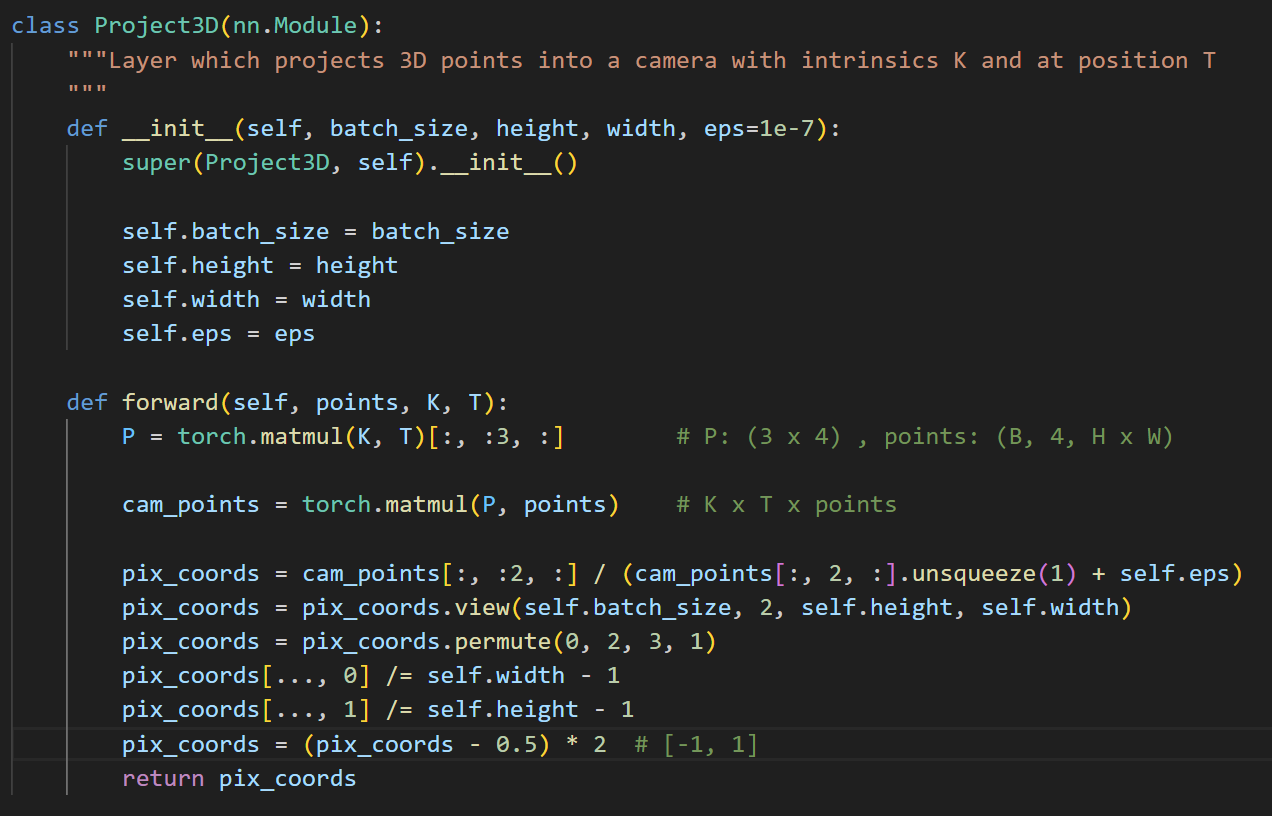 class Project3D(nn.Module):
    """Layer which projects 3D points into a camera with intrinsics K and at position T
    """
    def __init__(self, batch_size, height, width, eps=1e-7):
        super(Project3D, self).__init__()

        self.batch_size = batch_size
        self.height = height
        self.width = width
        self.eps = eps

    def forward(self, points, K, T):
        P = torch.matmul(K, T)[:, :3, :]        # P: (3 x 4) , points: (B, 4, H x W)

        cam_points = torch.matmul(P, points)    # K x T x points

        pix_coords = cam_points[:, :2, :] / (cam_points[:, 2, :].unsqueeze(1) + self.eps)
        pix_coords = pix_coords.view(self.batch_size, 2, self.height, self.width)
        pix_coords = pix_coords.permute(0, 2, 3, 1)
        pix_coords[..., 0] /= self.width - 1
        pix_coords[..., 1] /= self.height - 1
        pix_coords = (pix_coords - 0.5) * 2  # [-1, 1]
        return pix_coords